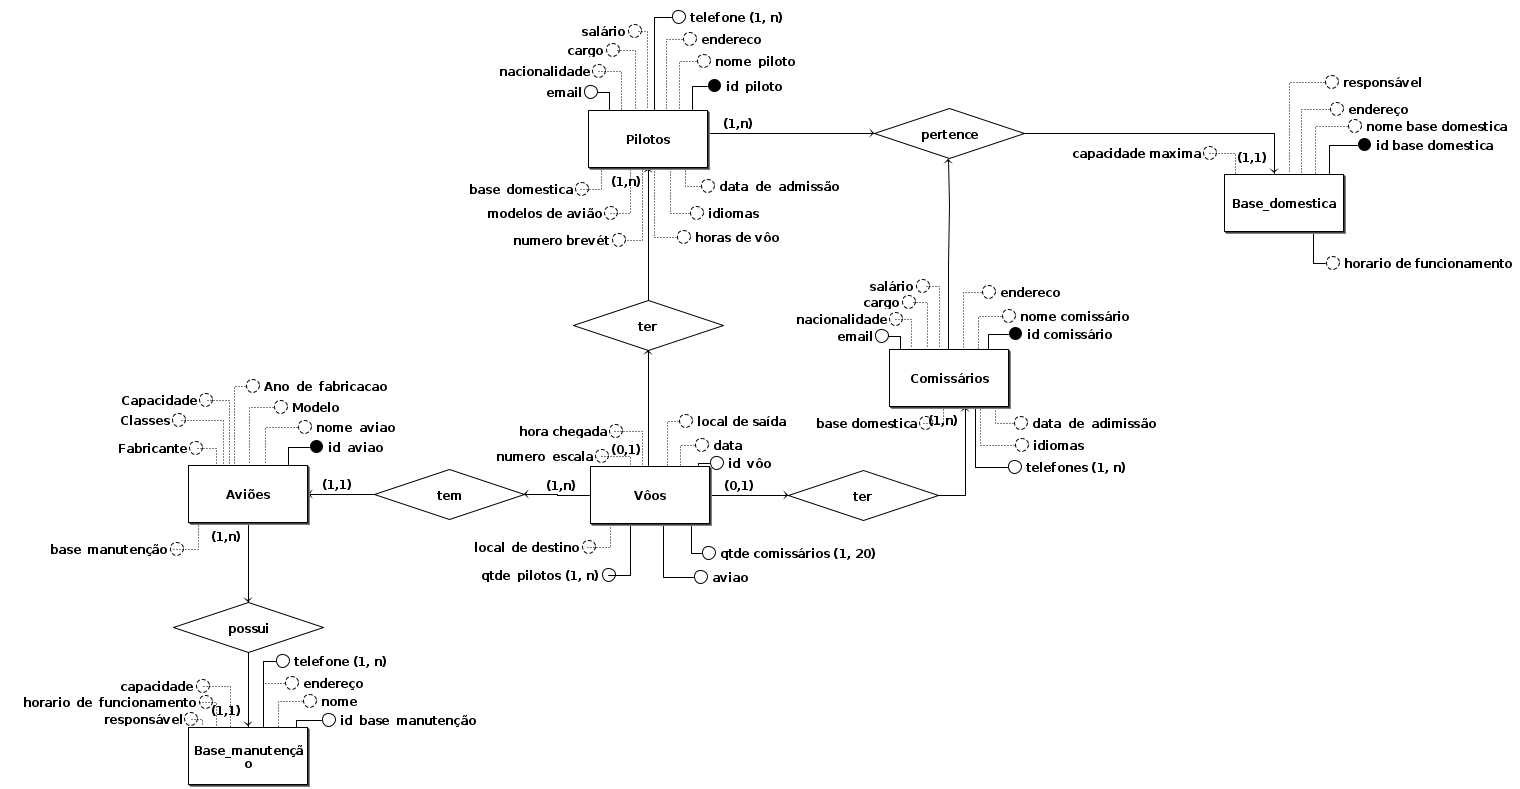 telefone (1, n)
salário
endereco
cargo
nome piloto
nacionalidade
id piloto
email
Pilotos
(1,n)
base domestica
(1,n)
data de admissão
modelos de avião
idiomas
numero brevét
horas de vôo
pertence
responsável
endereço
nome base domestica
id base domestica
capacidade maxima
(1,1)
Base_domestica
horario de funcionamento
ter
salário
endereco
cargo
nacionalidade
nome comissário
email
id comissário
Comissários
base domestica
(1,n)
data de admissão
idiomas
telefones (1, n)
Ano de fabricacao
Capacidade
Modelo
Classes
nome aviao
Fabricante
id aviao
Aviões
(1,1)
base manutenção
(1,n)
tem
(1,n)
local de saída
hora chegada
data
numero escala
(0,1)
id vôo
Vôos
(0,1)
local de destino
qtde comissários (1, 20)
qtde pilotos (1, n)
aviao
ter
possui
telefone (1, n)
capacidade
endereço
horario de funcionamento
nome
(1,1)
responsável
id base manutenção
Base_manutençã
o